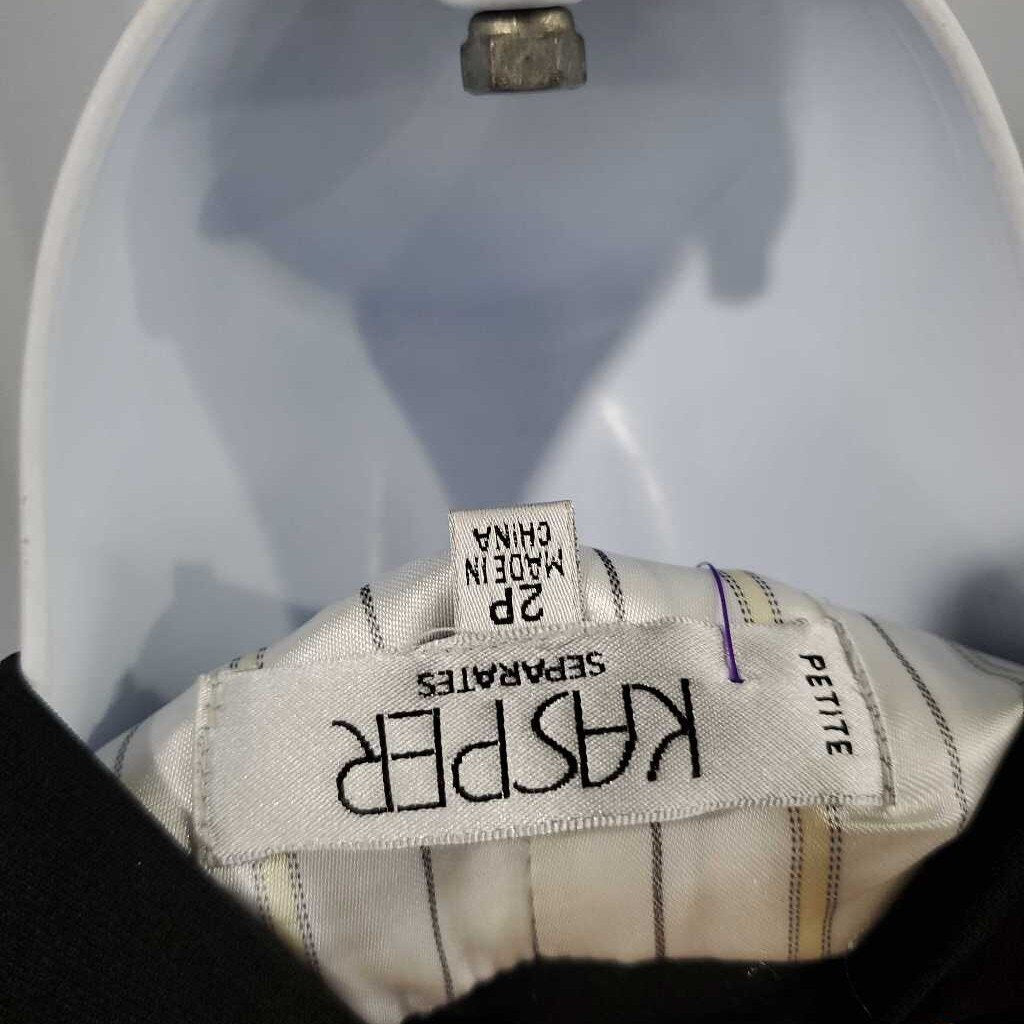 PETITE
KASPER
SEPARATES
2P
MADE IN
CHINA